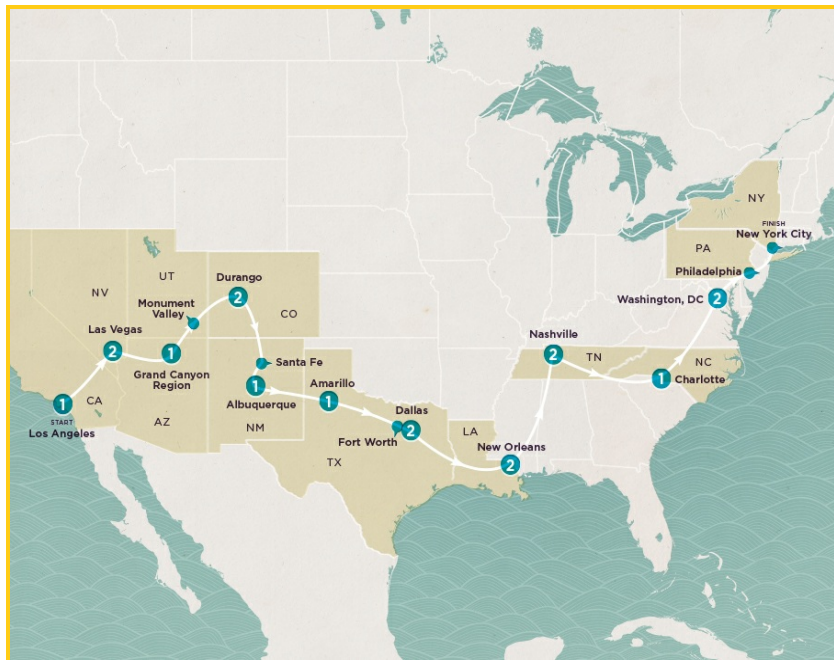 NY
FINISH
New York City
PA
Philadelphia
Washington, DC
2
UT
Durango
2
NV
CO
Monument
Valley
Las Vegas
2
1
Grand Canyon
Region
Santa Fe
Nashville
2
TN
NC
1
Charlotte
1
START
Los Angeles
CA
AZ
1
Albuquerque
NM
Amarillo
1
Dallas
2
Fort Worth
TX
LA
New Orleans
2